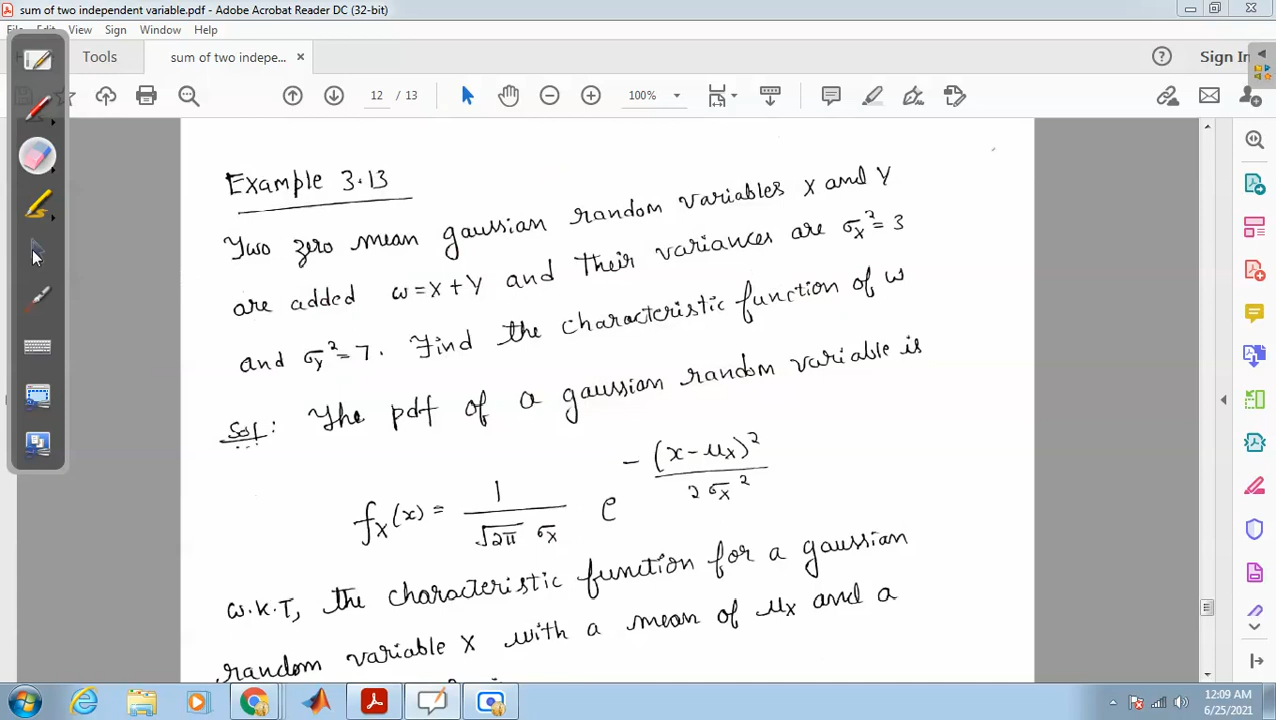 sum of two independent variable.pdf - Adobe Acrobat Reader DC (32-bit)
File Edit View Sign Window Help
Tools
sum of two indepe... ×
Sign In
12 / 13
100%
Example 3.13
Two zero mean gaussian random variables X and Y
are added ω = X + Y and their variances are σx² = 3
and σy² = 7. Find the characteristic function of ω
Sol: The pdf of a gaussian random variable is
fX(x) = 1/(√2π σx) e^(-(x-μx)²/(2σx²))
W.K.T, the characteristic function for a gaussian
random variable X with a mean of μx and a
12:09 AM
6/25/2021